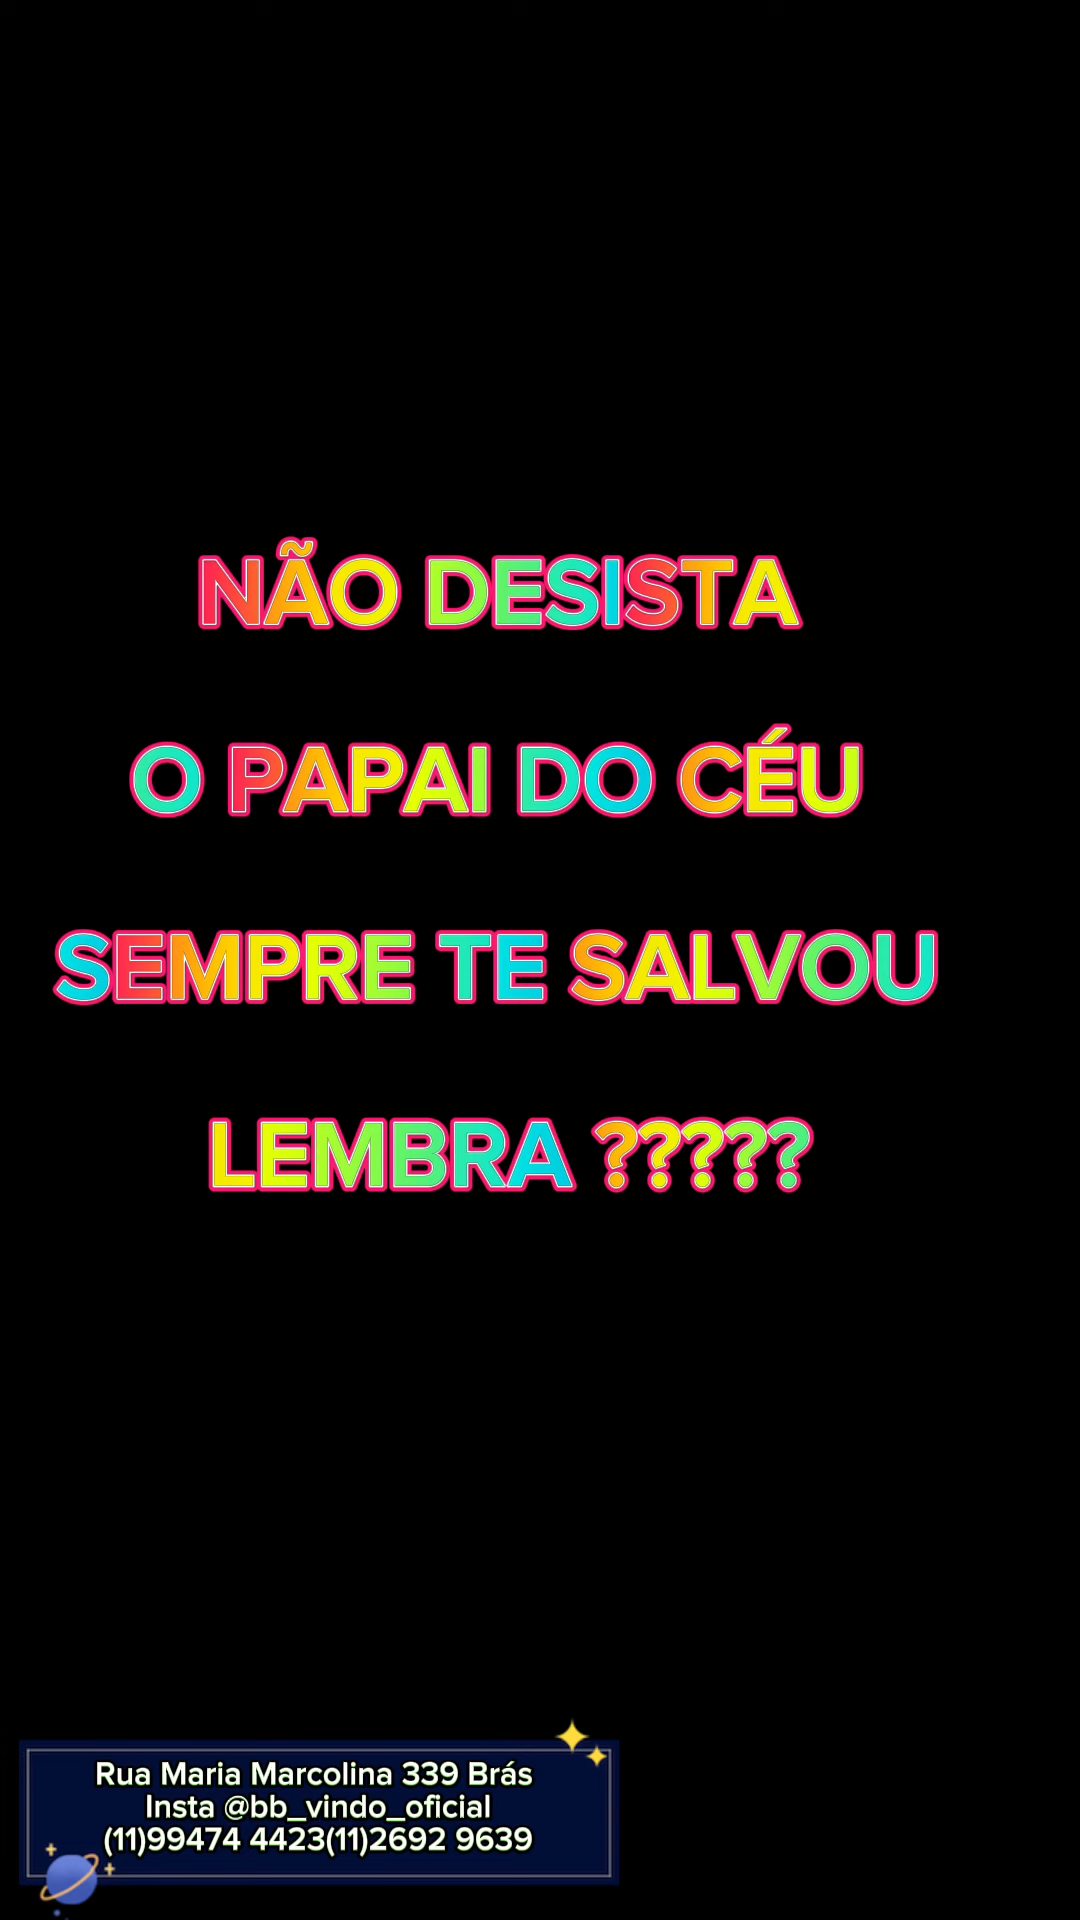 NÃO DESISTA
O PAPAI DO CÉU
SEMPRE TE SALVOU
LEMBRA ?????
Rua Maria Marcolina 339 Brás
Insta @bb_vindo_oficial
(11)99474 4423(11)2692 9639